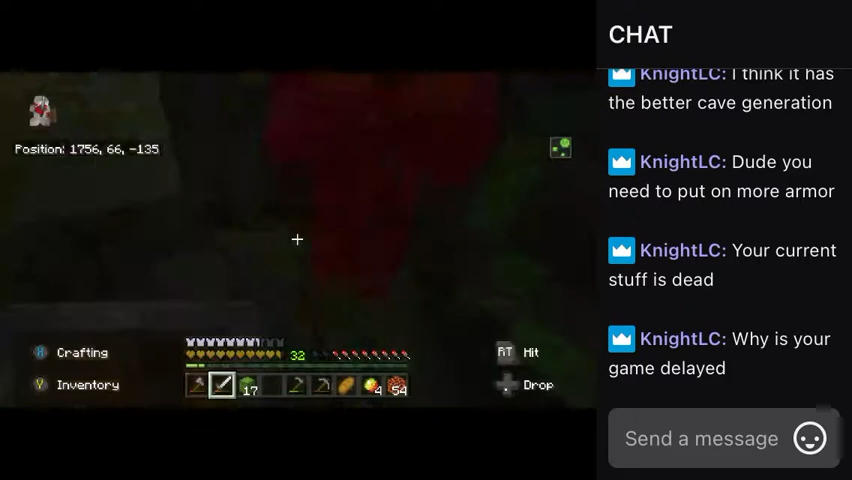 CHAT
KnightLC: I think it has
the better cave generation
KnightLC: Dude you
need to put on more armor
KnightLC: Your current
stuff is dead
KnightLC: Why is your
game delayed
Send a message
Position: 1756, 66, -135
32
X Crafting
RT Hit
Y Inventory
Drop
17
4
54